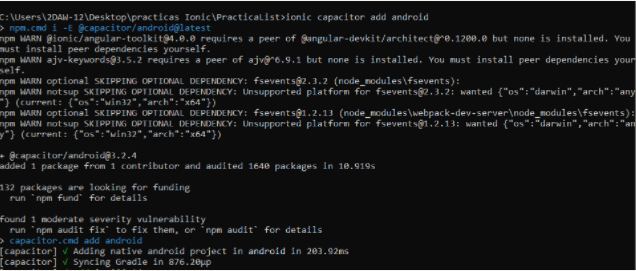 C:\Users\2DAW-12\Desktop\practicas Ionic\PracticaList>ionic capacitor add android
> npm.cmd i -E @capacitor/android@latest
npm WARN @ionic/angular-toolkit@4.0.0 requires a peer of @angular-devkit/architect@^0.1200.0 but none is installed. You
must install peer dependencies yourself.
npm WARN ajv-keywords@3.5.2 requires a peer of ajv@^6.9.1 but none is installed. You must install peer dependencies your
self.
npm WARN optional SKIPPING OPTIONAL DEPENDENCY: fsevents@2.3.2 (node_modules\fsevents):
npm WARN notsup SKIPPING OPTIONAL DEPENDENCY: Unsupported platform for fsevents@2.3.2: wanted {"os":"darwin","arch":"any
"} (current: {"os":"win32","arch":"x64"})
npm WARN optional SKIPPING OPTIONAL DEPENDENCY: fsevents@1.2.13 (node_modules\webpack-dev-server\node_modules\fsevents):
npm WARN notsup SKIPPING OPTIONAL DEPENDENCY: Unsupported platform for fsevents@1.2.13: wanted {"os":"darwin","arch":"an
y"} (current: {"os":"win32","arch":"x64"})
+ @capacitor/android@3.2.4
added 1 package from 1 contributor and audited 1640 packages in 10.919s
132 packages are looking for funding
run `npm fund` for details
found 1 moderate severity vulnerability
run `npm audit fix` to fix them, or `npm audit` for details
> capacitor.cmd add android
[capacitor] √ Adding native android project in android in 203.92ms
[capacitor] √ Syncing Gradle in 876.20μp